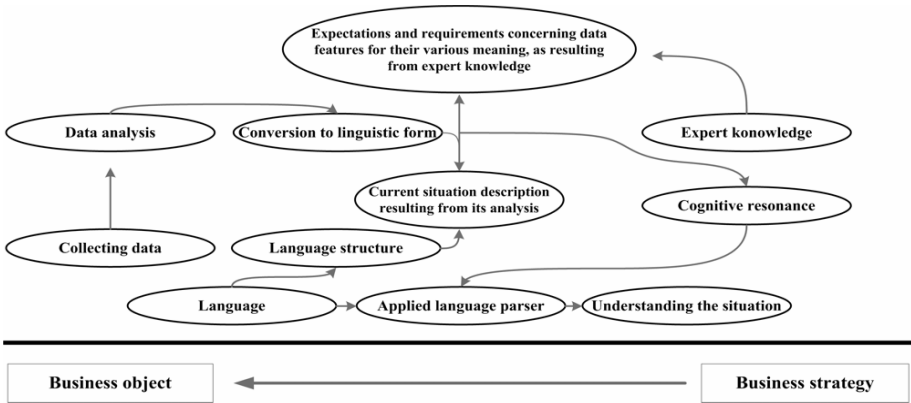 Expectations and requirements concerning data
features for their various meaning, as resulting
from expert knowledge
Data analysis
Conversion to linguistic form
Expert konowledge
Current situation description
resulting from its analysis
Cognitive resonance
Collecting data
Language structure
Language
Applied language parser
Understanding the situation
Business object
Business strategy